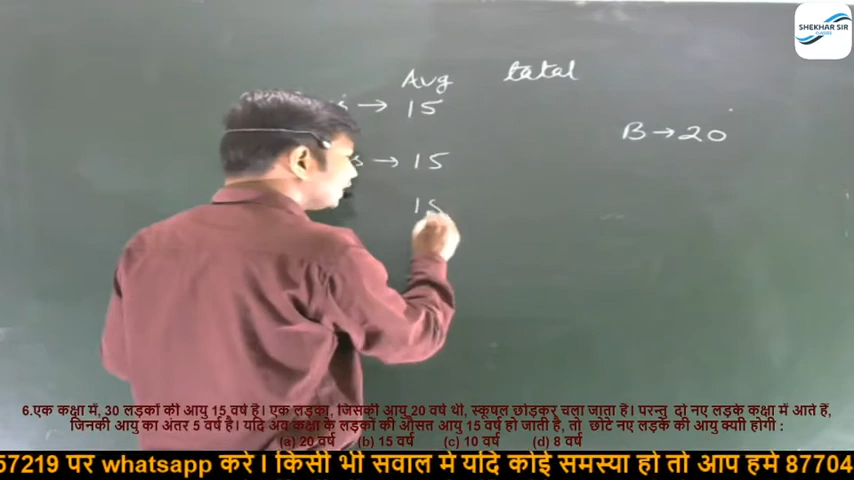 SHEKHAR SIR
CLASSES
Avg total
→ 15
B → 20
→ 15
15
6.एक कक्षा में, 30 लड़कों की आयु 15 वर्ष है। एक लड़का, जिसकी आयु 20 वर्ष थी, स्कूषल छोड़कर चला जाता है। परन्तु दो नए लड़के कक्षा में आते हैं,
जिनकी आयु का अंतर 5 वर्ष है। यदि अब कक्षा के लड़कों की औसत आयु 15 वर्ष हो जाती है, तो छोटे नए लड़के की आयु क्याी होगी :
(a) 20 वर्ष (b) 15 वर्ष (c) 10 वर्ष (d) 8 वर्ष
57219 पर whatsapp करे । किसी भी सवाल मे यदि कोई समस्या हो तो आप हमे 87704